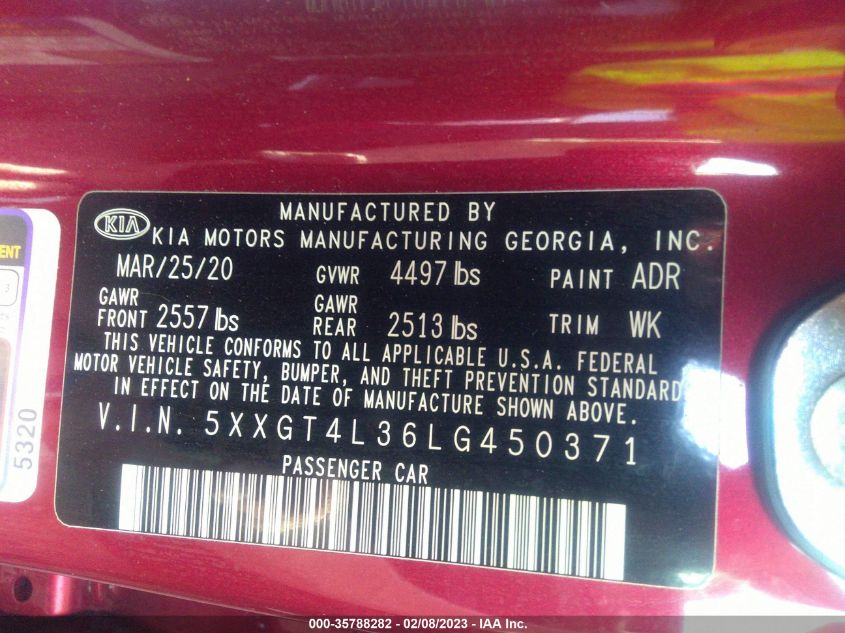 MANUFACTURED BY
KIA KIA MOTORS MANUFACTURING GEORGIA, INC.
MAR/25/20 GVWR 4497 lbs PAINT ADR
GAWR FRONT 2557 lbs GAWR REAR 2513 lbs TRIM WK
THIS VEHICLE CONFORMS TO ALL APPLICABLE U.S.A. FEDERAL
MOTOR VEHICLE SAFETY, BUMPER, AND THEFT PREVENTION STANDARD
IN EFFECT ON THE DATE OF MANUFACTURE SHOWN ABOVE.
V.I.N. 5XXGT4L36LG450371
PASSENGER CAR
3
5320
000-35788282 - 02/08/2023 - IAA Inc.